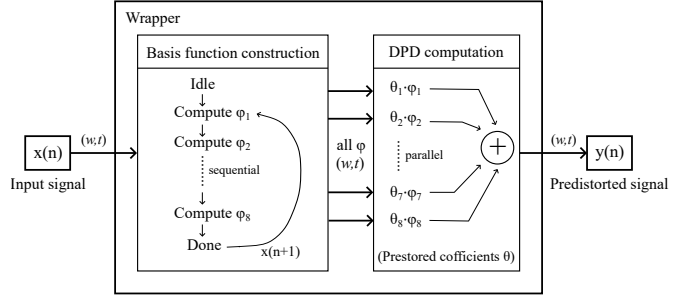 Wrapper
Basis function construction
DPD computation
Idle
Compute φ1
Compute φ2
sequential
Compute φ8
Done
x(n+1)
(w,t)
x(n)
Input signal
all φ
(w,t)
θ1·φ1
θ2·φ2
parallel
θ7·φ7
θ8·φ8
+
(Prestored cofficients θ)
(w,t)
y(n)
Predistorted signal